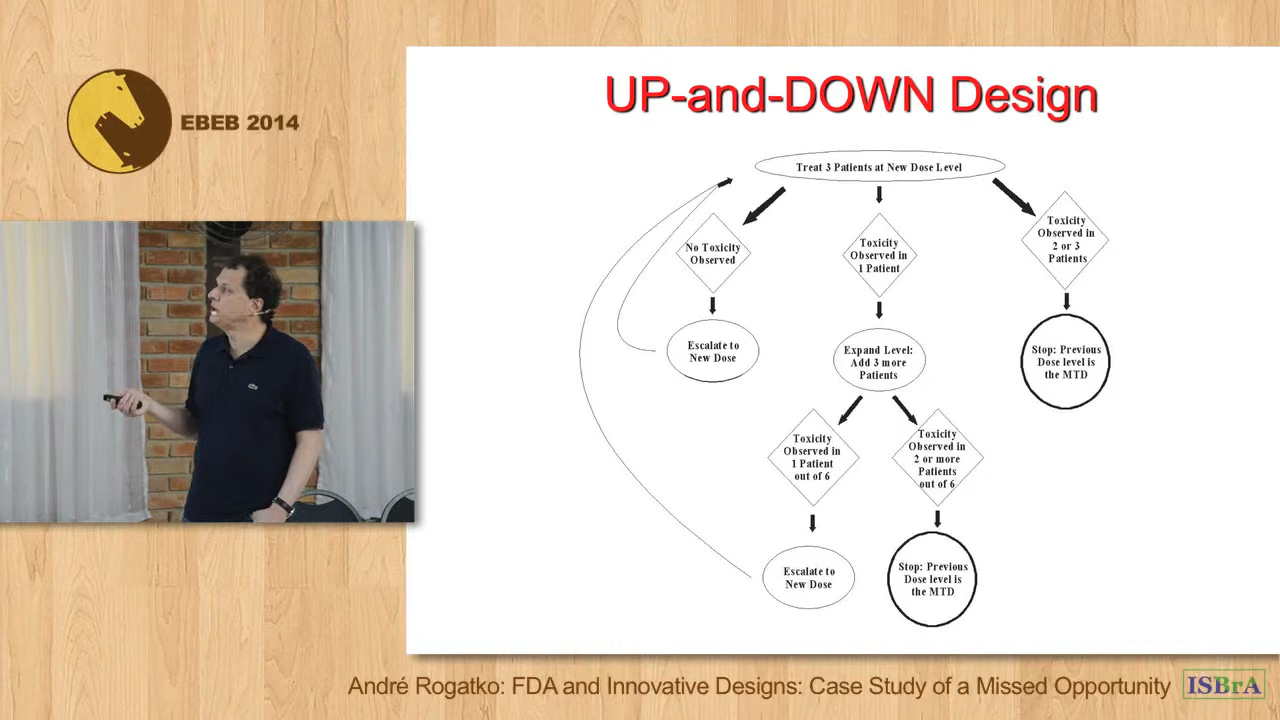 UP-and-DOWN Design
EBEB 2014
Treat 3 Patients at New Dose Level
No Toxicity
Observed
Toxicity
Observed in
1 Patient
Toxicity
Observed in
2 or 3
Patients
Escalate to
New Dose
Expand Level:
Add 3 more
Patients
Stop: Previous
Dose level is
the MTD
Toxicity
Observed in
1 Patient
out of 6
Toxicity
Observed in
2 or more
Patients
out of 6
Escalate to
New Dose
Stop: Previous
Dose level is
the MTD
André Rogatko: FDA and Innovative Designs: Case Study of a Missed Opportunity
ISBrA